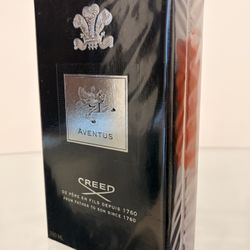 AVENTUS
CREED
DE PÈRE EN FILS DEPUIS 1760
FROM FATHER TO SON SINCE 1760